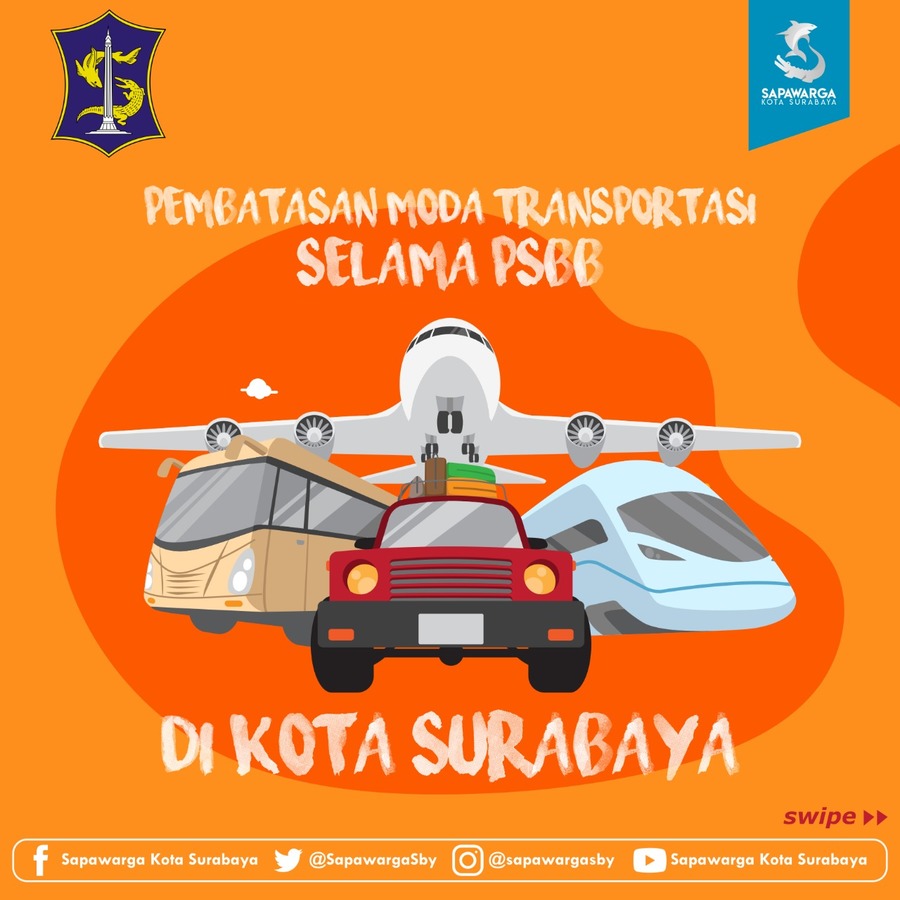 SAPAWARGA
KOTA SURABAYA
PEMBATASAN MODA TRANSPORTASI
SELAMA PSBB
DI KOTA SURABAYA
swipe
Sapawarga Kota Surabaya @SapawargaSby @sapawargasby Sapawarga Kota Surabaya